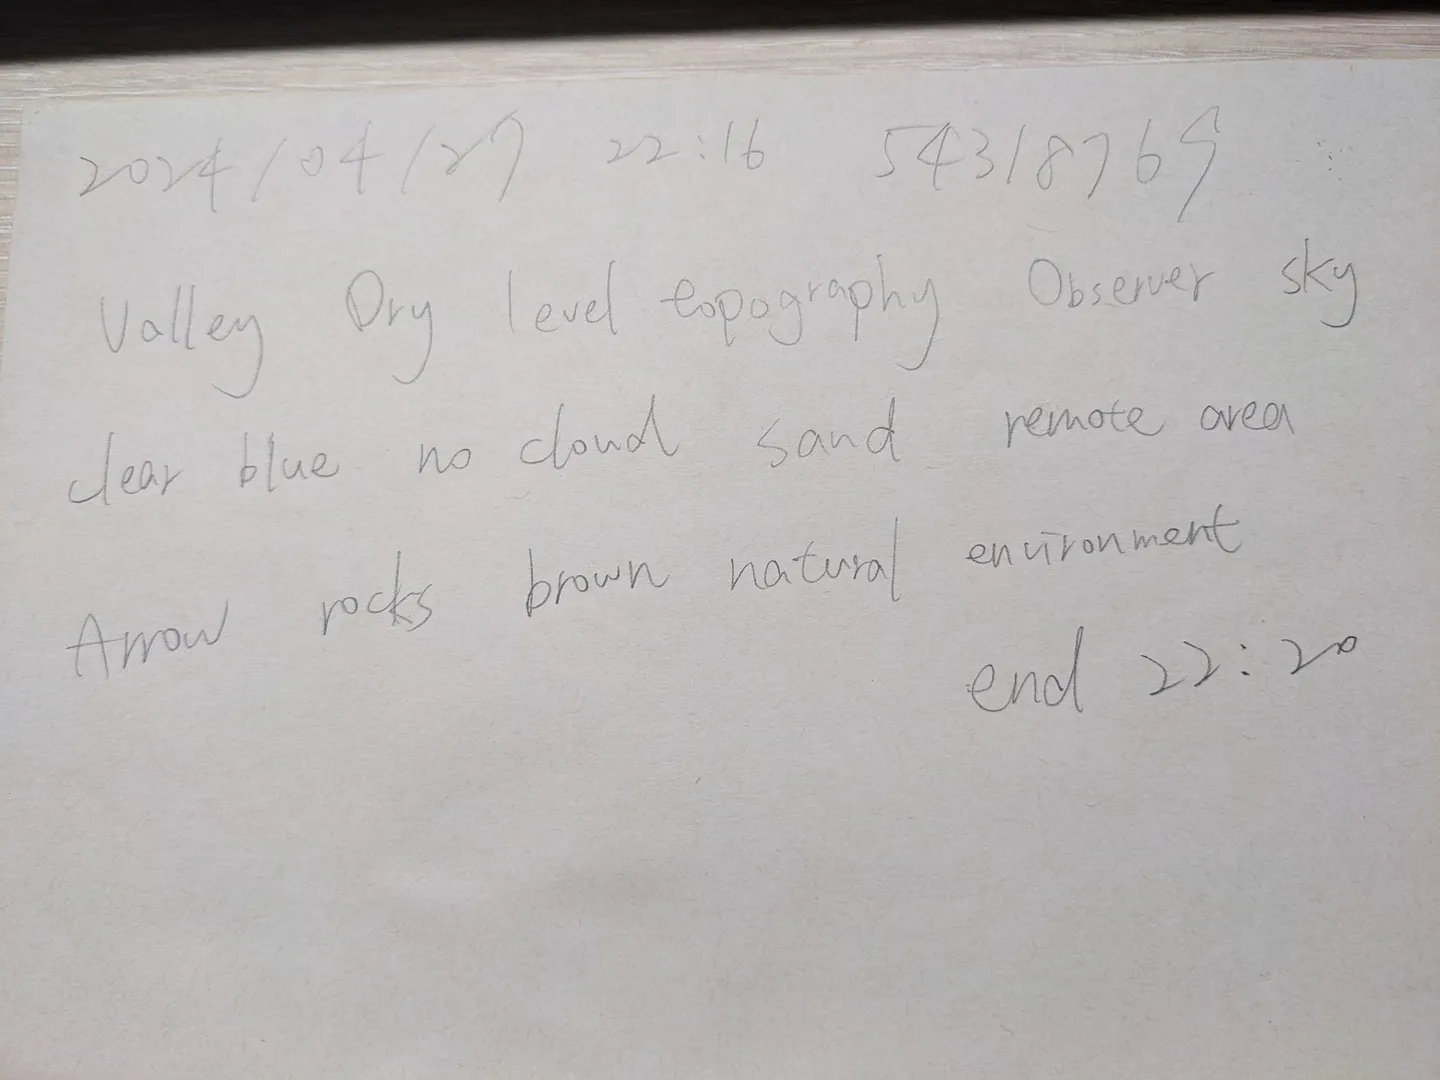 2024/04/27 22:16 54318769
Valley Dry level topography Observer sky
clear blue no cloud sand remote area
Arrow rocks brown natural environment
end 22:20